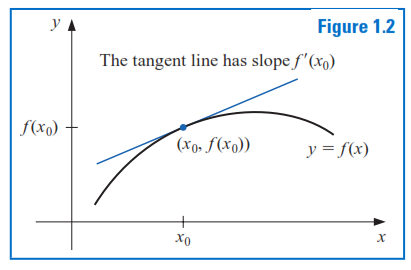 y
Figure 1.2
The tangent line has slope f′(x₀)
f(x₀)
(x₀, f(x₀))
y = f(x)
x₀
x